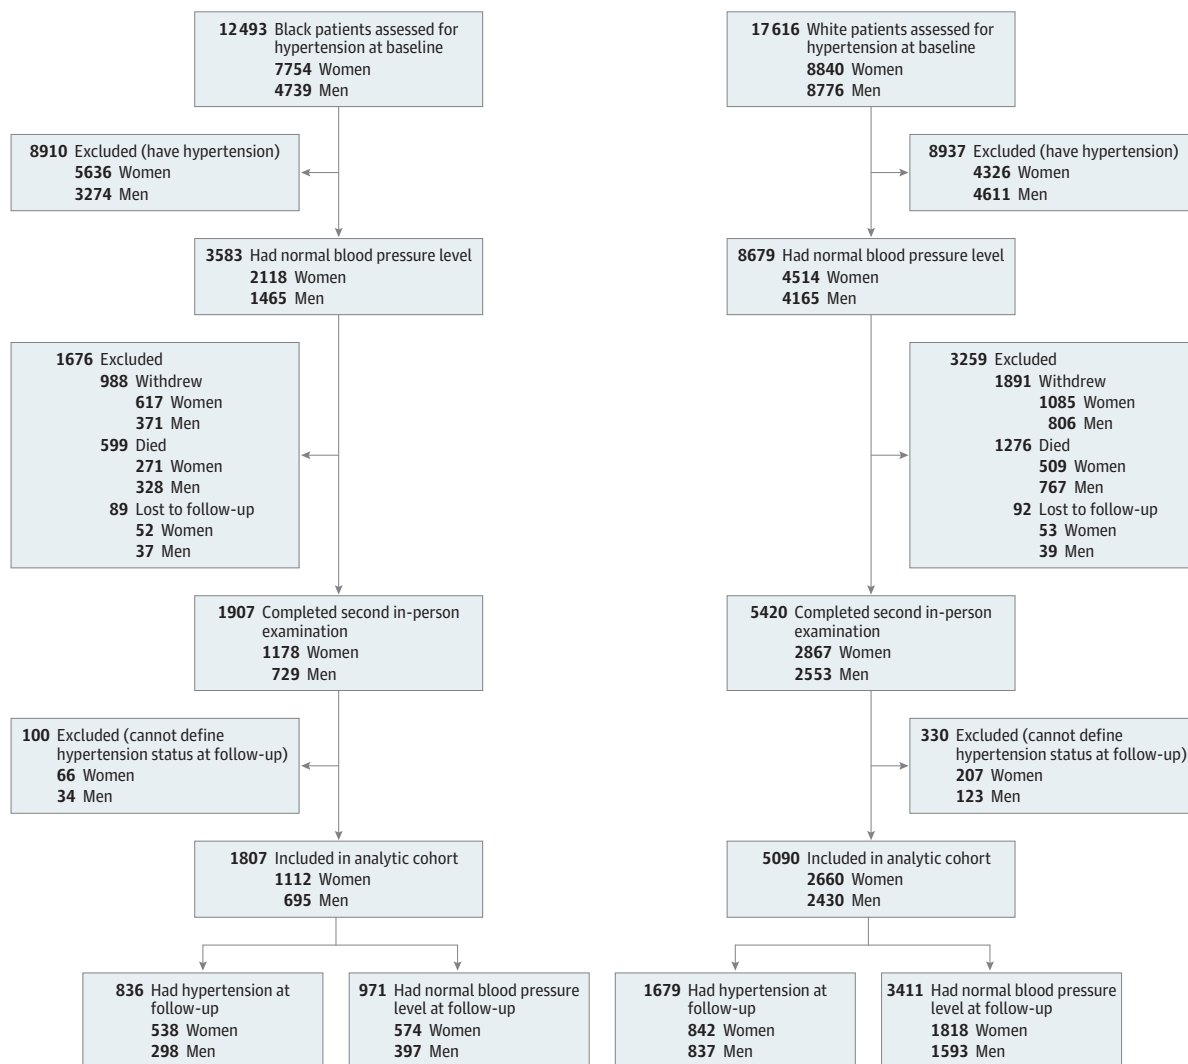 12493 Black patients assessed for
hypertension at baseline
7754 Women
4739 Men
17616 White patients assessed for
hypertension at baseline
8840 Women
8776 Men
8910 Excluded (have hypertension)
5636 Women
3274 Men
8937 Excluded (have hypertension)
4326 Women
4611 Men
3583 Had normal blood pressure level
2118 Women
1465 Men
8679 Had normal blood pressure level
4514 Women
4165 Men
1676 Excluded
988 Withdrew
617 Women
371 Men
599 Died
271 Women
328 Men
89 Lost to follow-up
52 Women
37 Men
3259 Excluded
1891 Withdrew
1085 Women
806 Men
1276 Died
509 Women
767 Men
92 Lost to follow-up
53 Women
39 Men
1907 Completed second in-person
examination
1178 Women
729 Men
5420 Completed second in-person
examination
2867 Women
2553 Men
100 Excluded (cannot define
hypertension status at follow-up)
66 Women
34 Men
330 Excluded (cannot define
hypertension status at follow-up)
207 Women
123 Men
1807 Included in analytic cohort
1112 Women
695 Men
5090 Included in analytic cohort
2660 Women
2430 Men
836 Had hypertension at
follow-up
538 Women
298 Men
971 Had normal blood pressure
level at follow-up
574 Women
397 Men
1679 Had hypertension at
follow-up
842 Women
837 Men
3411 Had normal blood pressure
level at follow-up
1818 Women
1593 Men